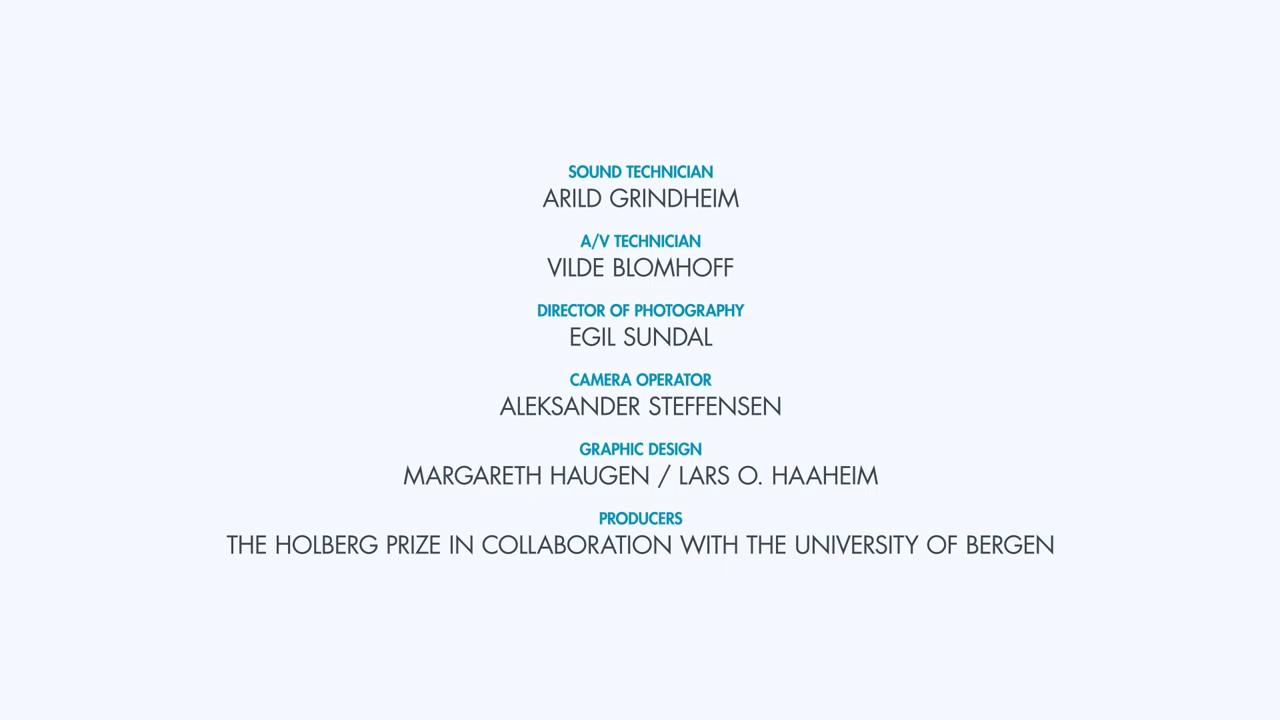 SOUND TECHNICIAN
ARILD GRINDHEIM
A/V TECHNICIAN
VILDE BLOMHOFF
DIRECTOR OF PHOTOGRAPHY
EGIL SUNDAL
CAMERA OPERATOR
ALEKSANDER STEFFENSEN
GRAPHIC DESIGN
MARGARETH HAUGEN / LARS O. HAAHEIM
PRODUCERS
THE HOLBERG PRIZE IN COLLABORATION WITH THE UNIVERSITY OF BERGEN